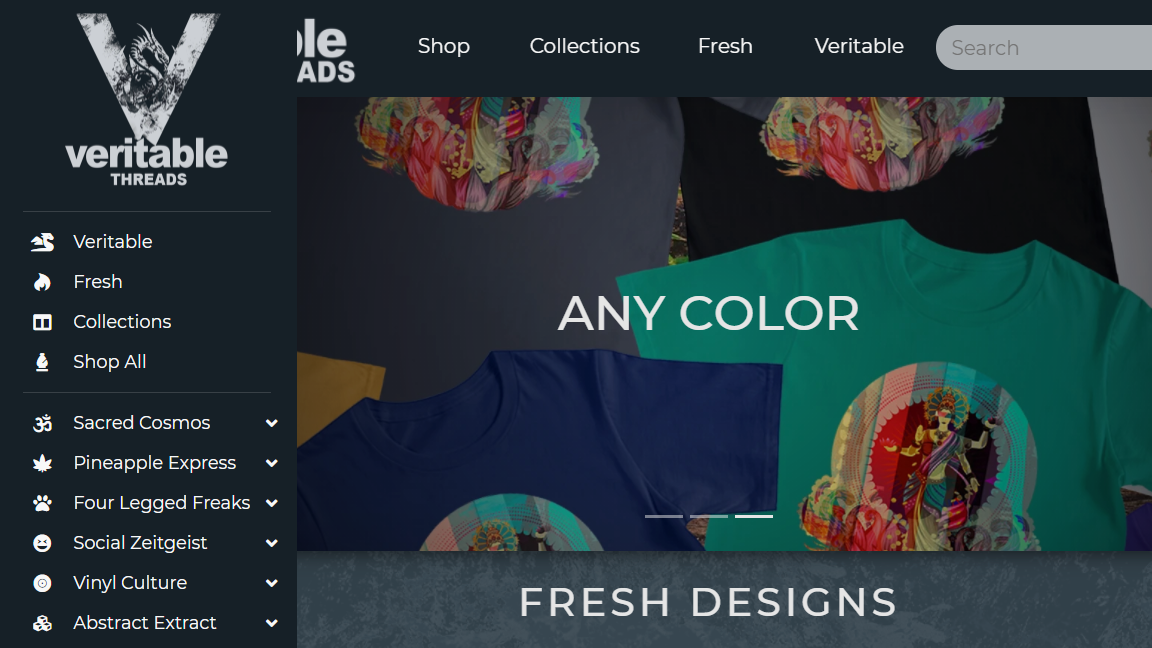 veritable
THREADS
Veritable
Fresh
Collections
Shop All
Sacred Cosmos
Pineapple Express
Four Legged Freaks
Social Zeitgeist
Vinyl Culture
Abstract Extract
ble
ADS
Shop
Collections
Fresh
Veritable
Search
ANY COLOR
FRESH DESIGNS